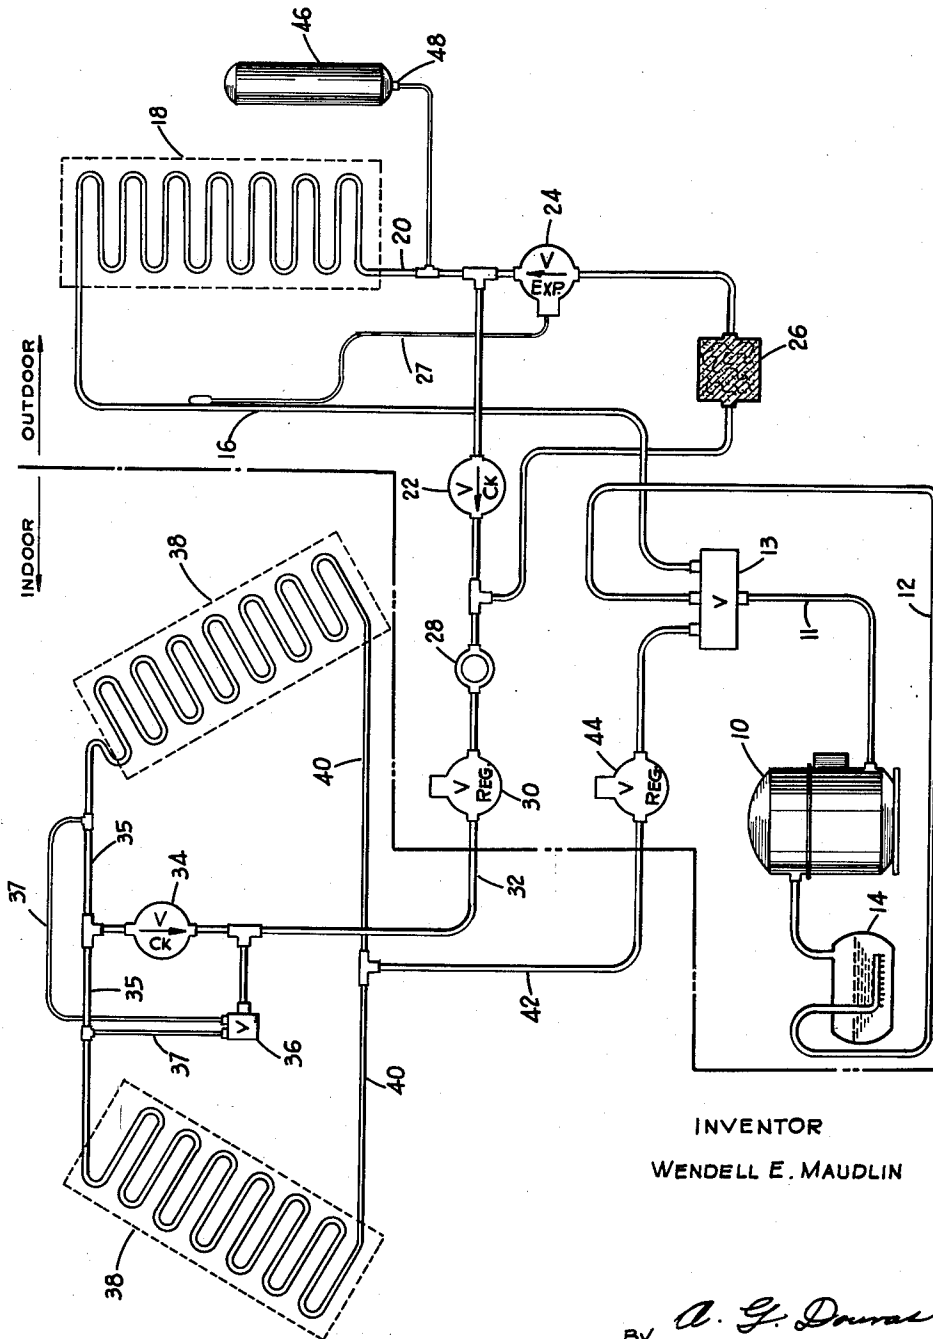 46
48
18
20
24
V
EXP.
27
26
OUTDOOR
INDOOR
16
22
V
CK
38
28
13
V
12
11
40
V
REG.
30
44
V
REG.
10
32
37
35
34
V
CK
35
37
V
36
42
40
14
38
INVENTOR
WENDELL E. MAUDLIN
BY A. G. Douvas